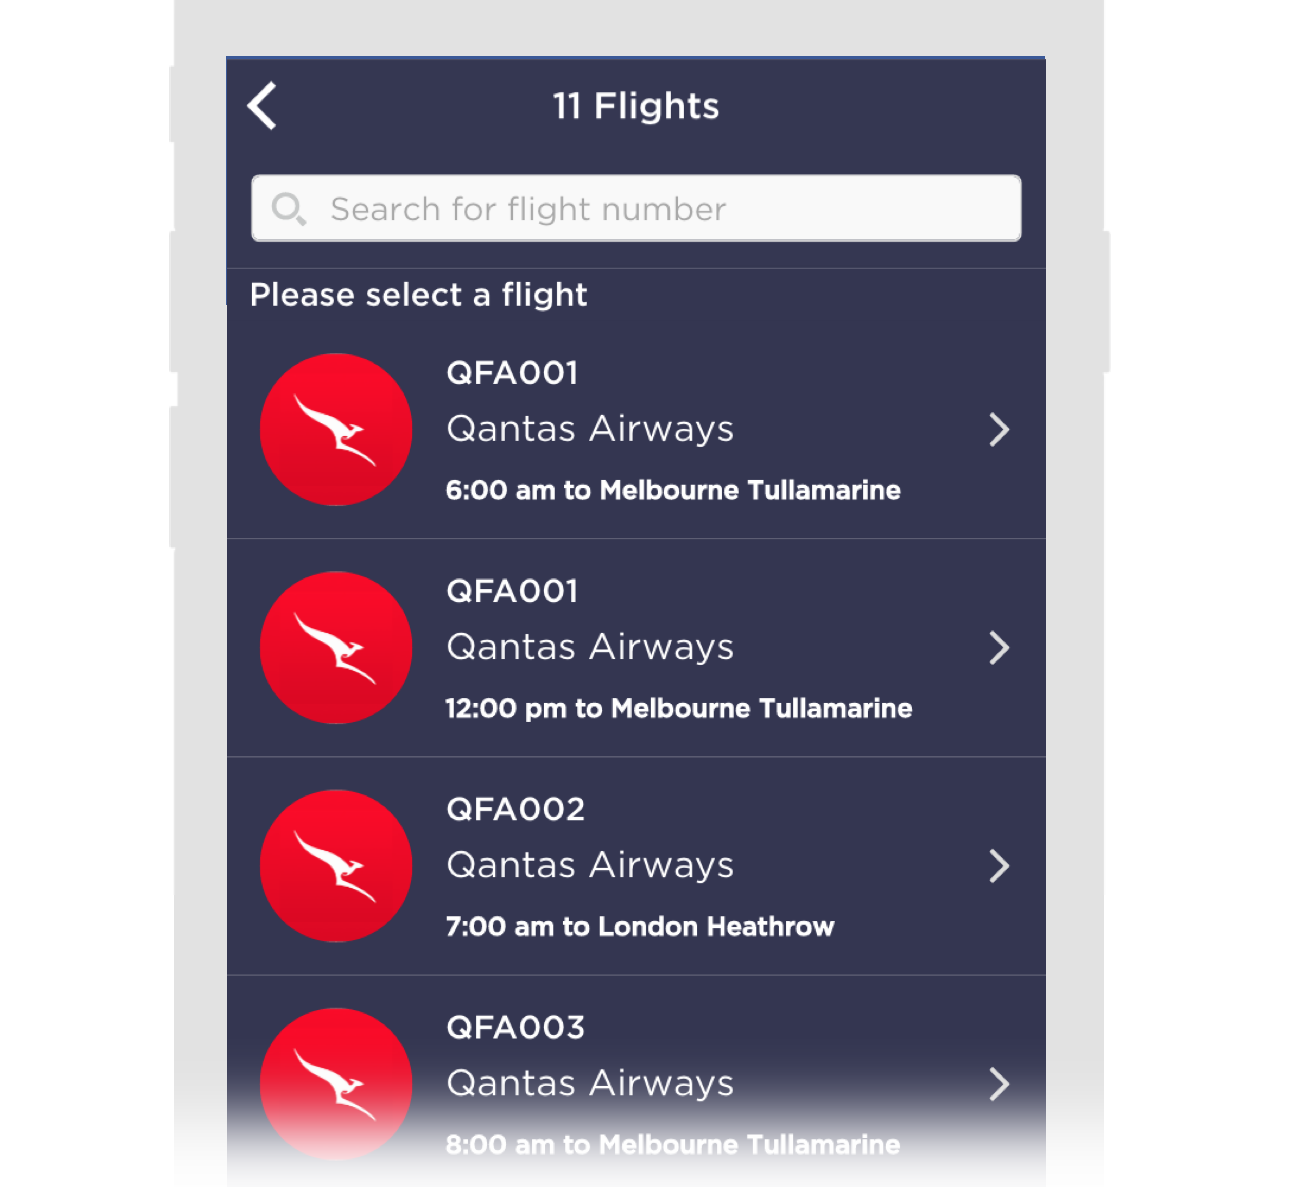 11 Flights
Search for flight number
Please select a flight
QFA001
Qantas Airways
6:00 am to Melbourne Tullamarine
QFA001
Qantas Airways
12:00 pm to Melbourne Tullamarine
QFA002
Qantas Airways
7:00 am to London Heathrow
QFA003
Qantas Airways
8:00 am to Melbourne Tullamarine